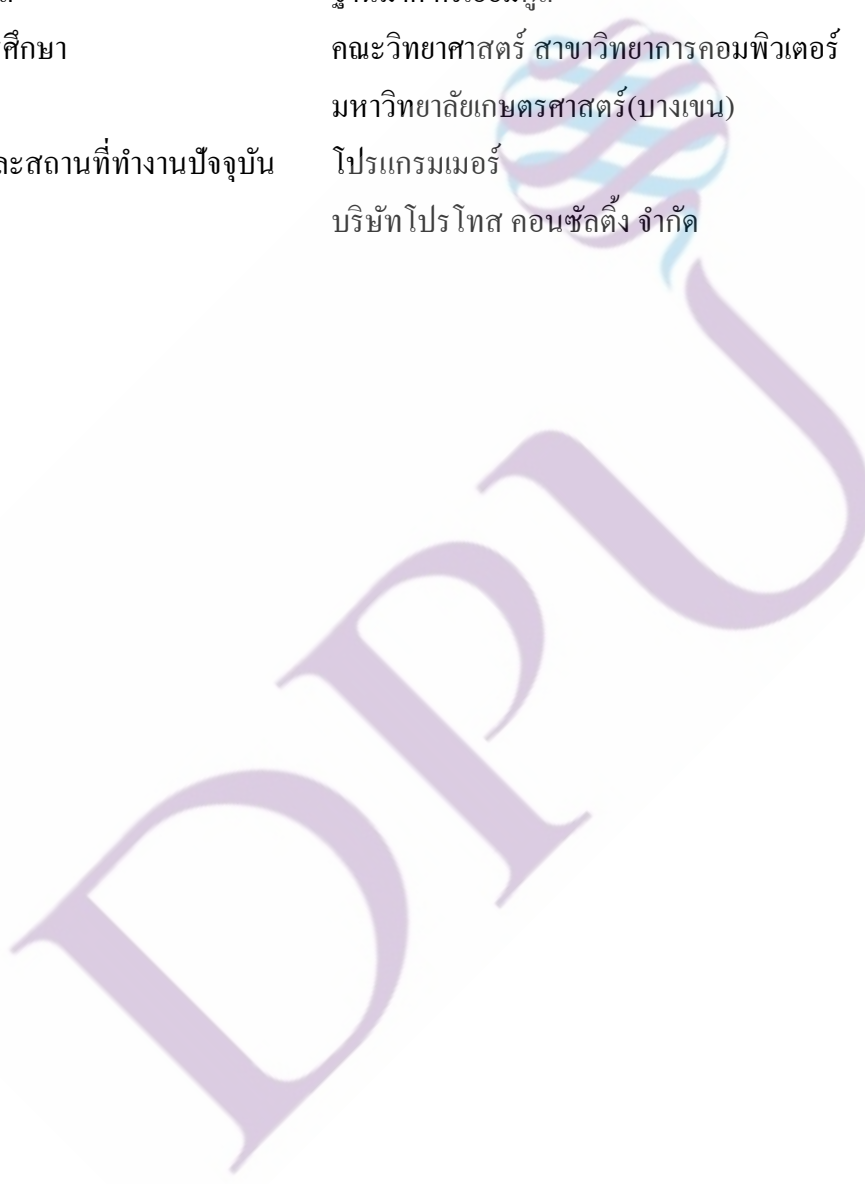 ศึกษา คณะวิทยาศาสตร์ สาขาวิทยาการคอมพิวเตอร์
มหาวิทยาลัยเกษตรศาสตร์(บางเขน)
ละสถานที่ทำงานปัจจุบัน โปรแกรมเมอร์
บริษัทโปรโทส คอนซัลติ้ง จำกัด
DPU